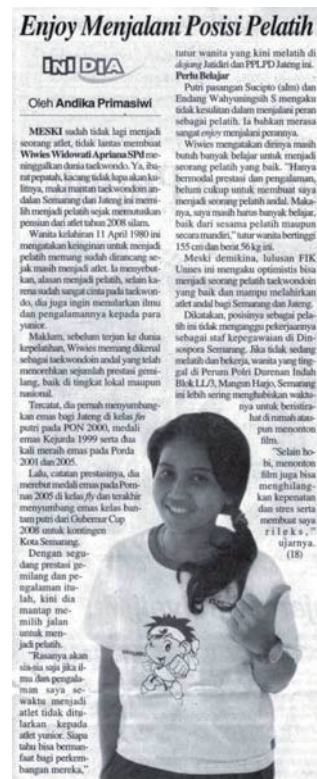 Enjoy Menjalani Posisi Pelatih
INI DIA
Oleh Andika Primasiwi
MESKI sudah tidak lagi menjadi
seorang atlet, tidak lantas membuat
Wiwies Widowati Apriana SPd me-
ninggalkan dunia taekwondo. Ya, iba-
rat pepatah, kacang tidak lupa akan ku-
litnya, maka mantan taekwondoin an-
dalan Semarang dan Jateng ini memi-
lih menjadi pelatih sejak memutuskan
pensiun dari atlet tahun 2008 silam.
Wanita kelahiran 11 April 1980 ini
mengatakan keinginan untuk menjadi
pelatih memang sudah dirancang se-
jak masih menjadi atlet. Ia menyebut-
kan, alasan menjadi pelatih, selain ka-
rena sudah sangat cinta pada taekwon-
do, dia juga ingin menularkan ilmu
dan pengalamannya kepada para
yunior.
Maklum, sebelum terjun ke dunia
kepelatihan, Wiwies memang dikenal
sebagai taekwondoin andal yang telah
menorehkan sejumlah prestasi gemi-
lang, baik di tingkat lokal maupun
nasional.
Tercatat, dia pernah menyumbang-
kan emas bagi Jateng di kelas fin
putri pada PON 2000, medali
emas Kejurda 1999 serta dua
kali meraih emas pada Porda
2001 dan 2005.
Lalu, catatan prestasinya, dia
merebut medali emas pada Pom-
nas 2005 di kelas fly dan terakhir
menyumbang emas kelas ban-
tam putri dari Gubernur Cup
2008 untuk kontingen
Kota Semarang.
Dengan segu-
dang prestasi ge-
milang dan pe-
ngalaman itu-
lah, kini dia
mantap me-
milih jalan
untuk men-
jadi pelatih.
"Rasanya akan
sia-sia saja jika il-
mu dan pengala-
man saya se-
waktu menjadi
atlet tidak ditu-
larkan kepada
atlet yunior. Siapa
tahu bisa berman-
faat bagi perkem-
bangan mereka,"
tutur wanita yang kini melatih di
dojang Jatidiri dan PPLPD Jateng ini.
Perlu Belajar
Putri pasangan Sucipto (alm) dan
Endang Wahyuningsih S mengaku
tidak kesulitan dalam menjalani peran
sebagai pelatih. Ia bahkan merasa
sangat enjoy menjalani perannya.
Wiwies mengatakan dirinya masih
butuh banyak belajar untuk menjadi
seorang pelatih yang baik. "Hanya
bermodal prestasi dan pengalaman,
belum cukup untuk membuat saya
menjadi seorang pelatih andal. Maka-
nya, saya masih harus banyak belajar,
baik dari sesama pelatih maupun
secara mandiri," tutur wanita bertinggi
155 cm dan berat 56 kg ini.
Meski demikina, lulusan FIK
Unnes ini mengaku optimistis bisa
menjadi seorang pelatih taekwondoin
yang baik dan mampu melahirkan
atlet andal bagi Semarang dan Jateng.
Dikatakan, posisinya sebagai pela-
tih ini tidak menganggu pekerjaannya
sebagai staf kepegawaian di Din-
sospora Semarang. Jika tidak sedang
melatih dan bekerja, wanita yang ting-
gal di Perum Polri Durenan Indah
Blok LL/3, Mangun Harjo, Semarang
ini lebih sering menghabiskan waktu-
nya untuk beristira-
hat di rumah atau-
pun menonton
film.
"Selain ho-
bi, menonton
film juga bisa
menghilang-
kan kepenatan
dan stres serta
membuat saya
rileks,"
ujarnya.
(18)